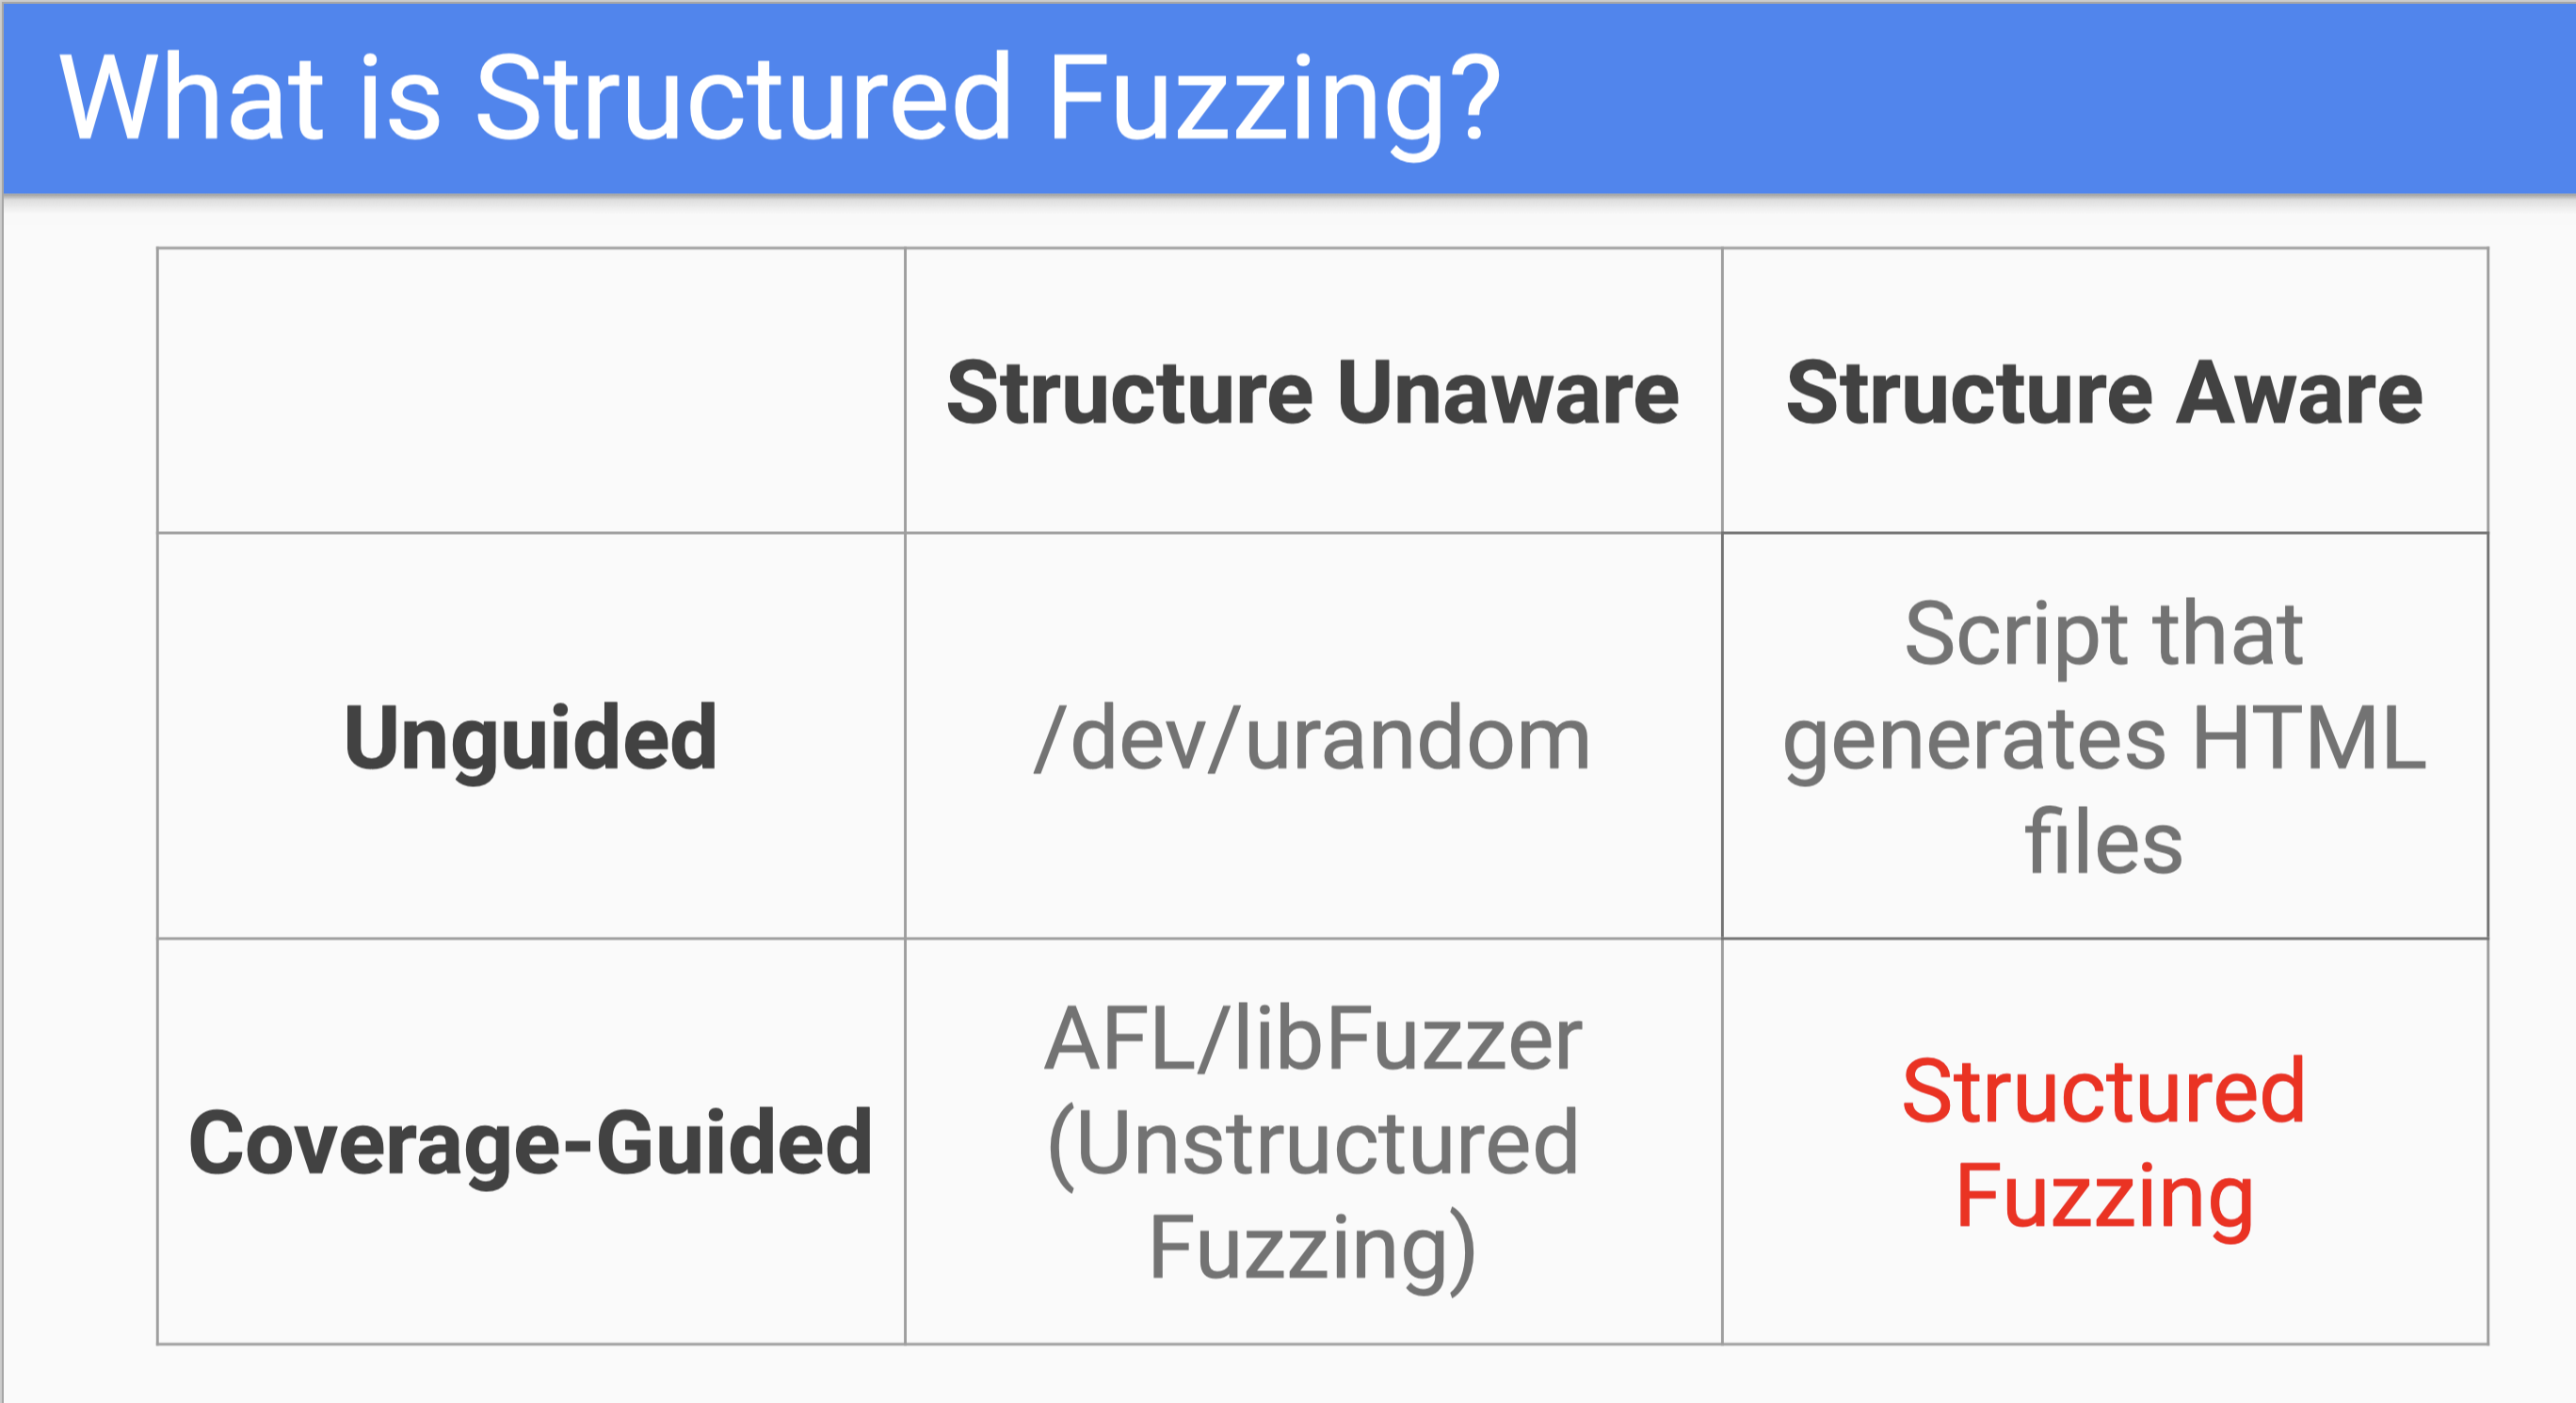 What is Structured Fuzzing?
Structure Unaware
Structure Aware
Unguided
/dev/urandom
Script that
generates HTML
files
Coverage-Guided
AFL/libFuzzer
(Unstructured
Fuzzing)
Structured
Fuzzing